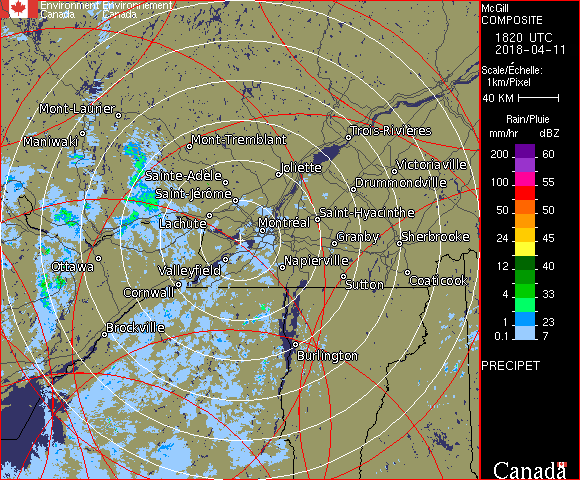 Environment Environnement
Canada Canada
McGill
COMPOSITE
1820 UTC
2018-04-11
Scale/Échelle:
1km/Pixel
40 KM
Rain/Pluie
mm/hr dBZ
200 60
150 55
100 55
50 50
24 45
12 40
4 33
1 23
0.1 7
PRECIPET
Canada
Mont-Laurier
Maniwaki
Mont-Tremblant
Trois-Rivières
Sainte-Adèle
Joliette
Victoriaville
Saint-Jérôme
Drummondville
Lachute
Montréal
Saint-Hyacinthe
Granby
Sherbrooke
Ottawa
Valleyfield
Napierville
Cornwall
Sutton
Coaticook
Brockville
Burlington